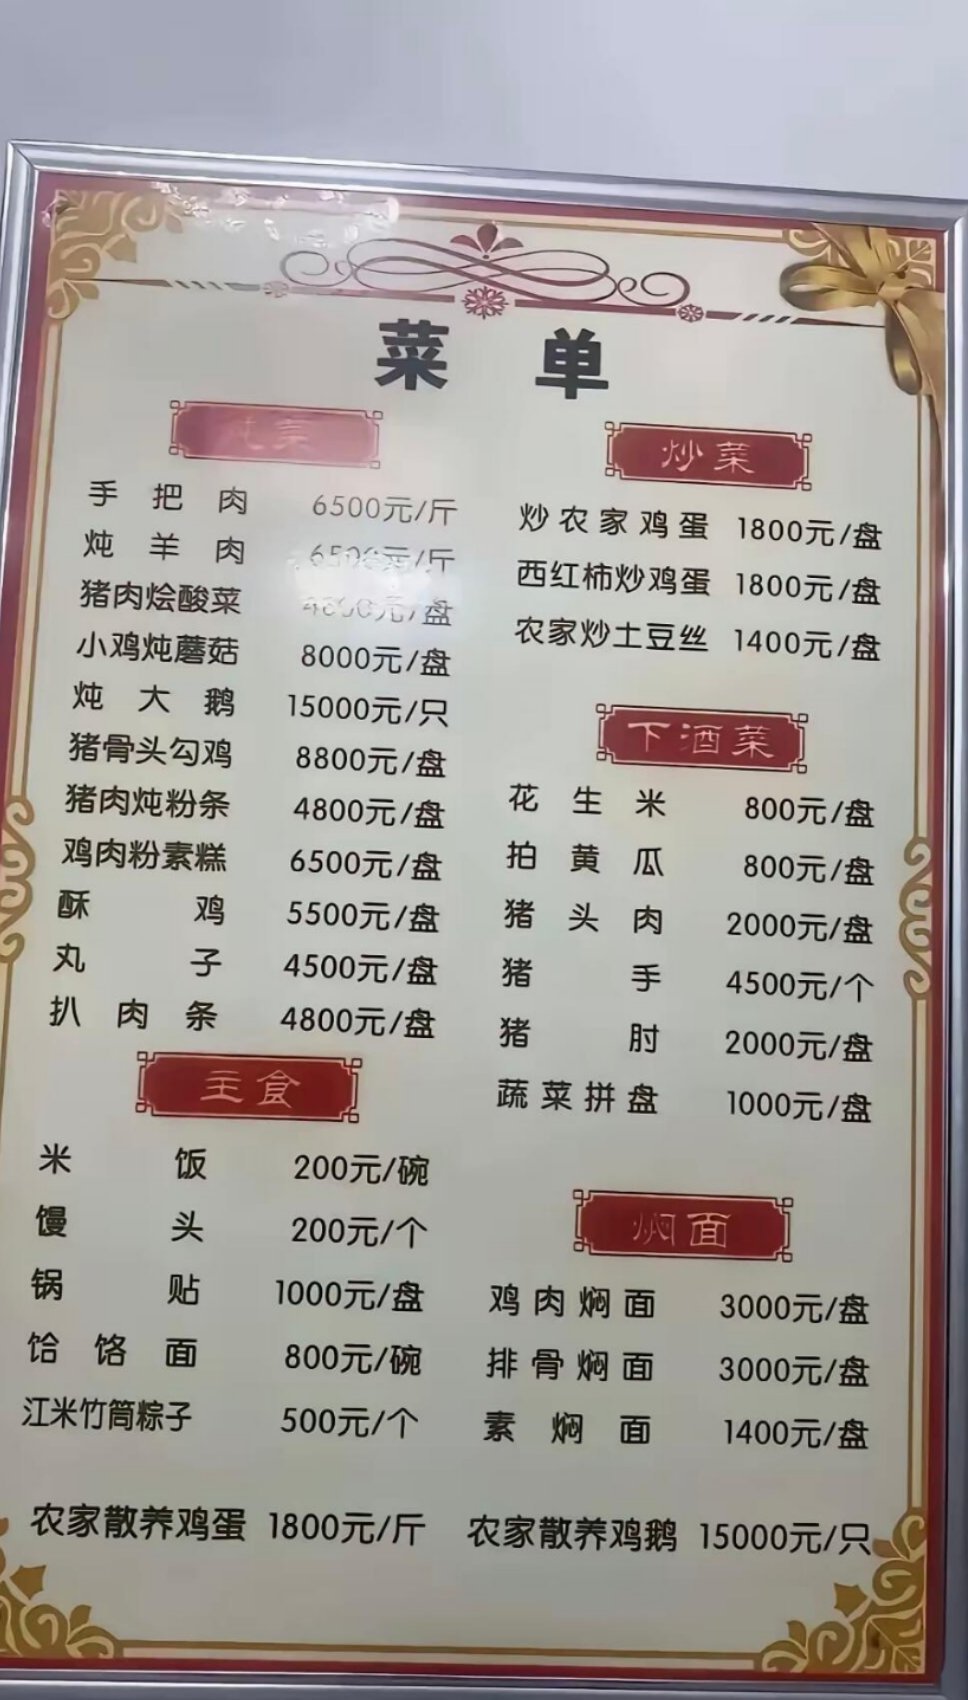 菜 单
炖菜
手把肉 6500元/斤
炖羊肉 6500元/斤
猪肉烩酸菜 4800元/盘
小鸡炖蘑菇 8000元/盘
炖大鹅 15000元/只
猪骨头勾鸡 8800元/盘
猪肉炖粉条 4800元/盘
鸡肉粉素糕 6500元/盘
酥鸡 5500元/盘
丸子 4500元/盘
扒肉条 4800元/盘
主食
米饭 200元/碗
馒头 200元/个
锅贴 1000元/盘
饸饹面 800元/碗
江米竹筒粽子 500元/个
炒菜
炒农家鸡蛋 1800元/盘
西红柿炒鸡蛋 1800元/盘
农家炒土豆丝 1400元/盘
下酒菜
花生米 800元/盘
拍黄瓜 800元/盘
猪头肉 2000元/盘
猪手 4500元/个
猪肘 2000元/盘
蔬菜拼盘 1000元/盘
焖面
鸡肉焖面 3000元/盘
排骨焖面 3000元/盘
素焖面 1400元/盘
农家散养鸡蛋 1800元/斤
农家散养鸡鹅 15000元/只